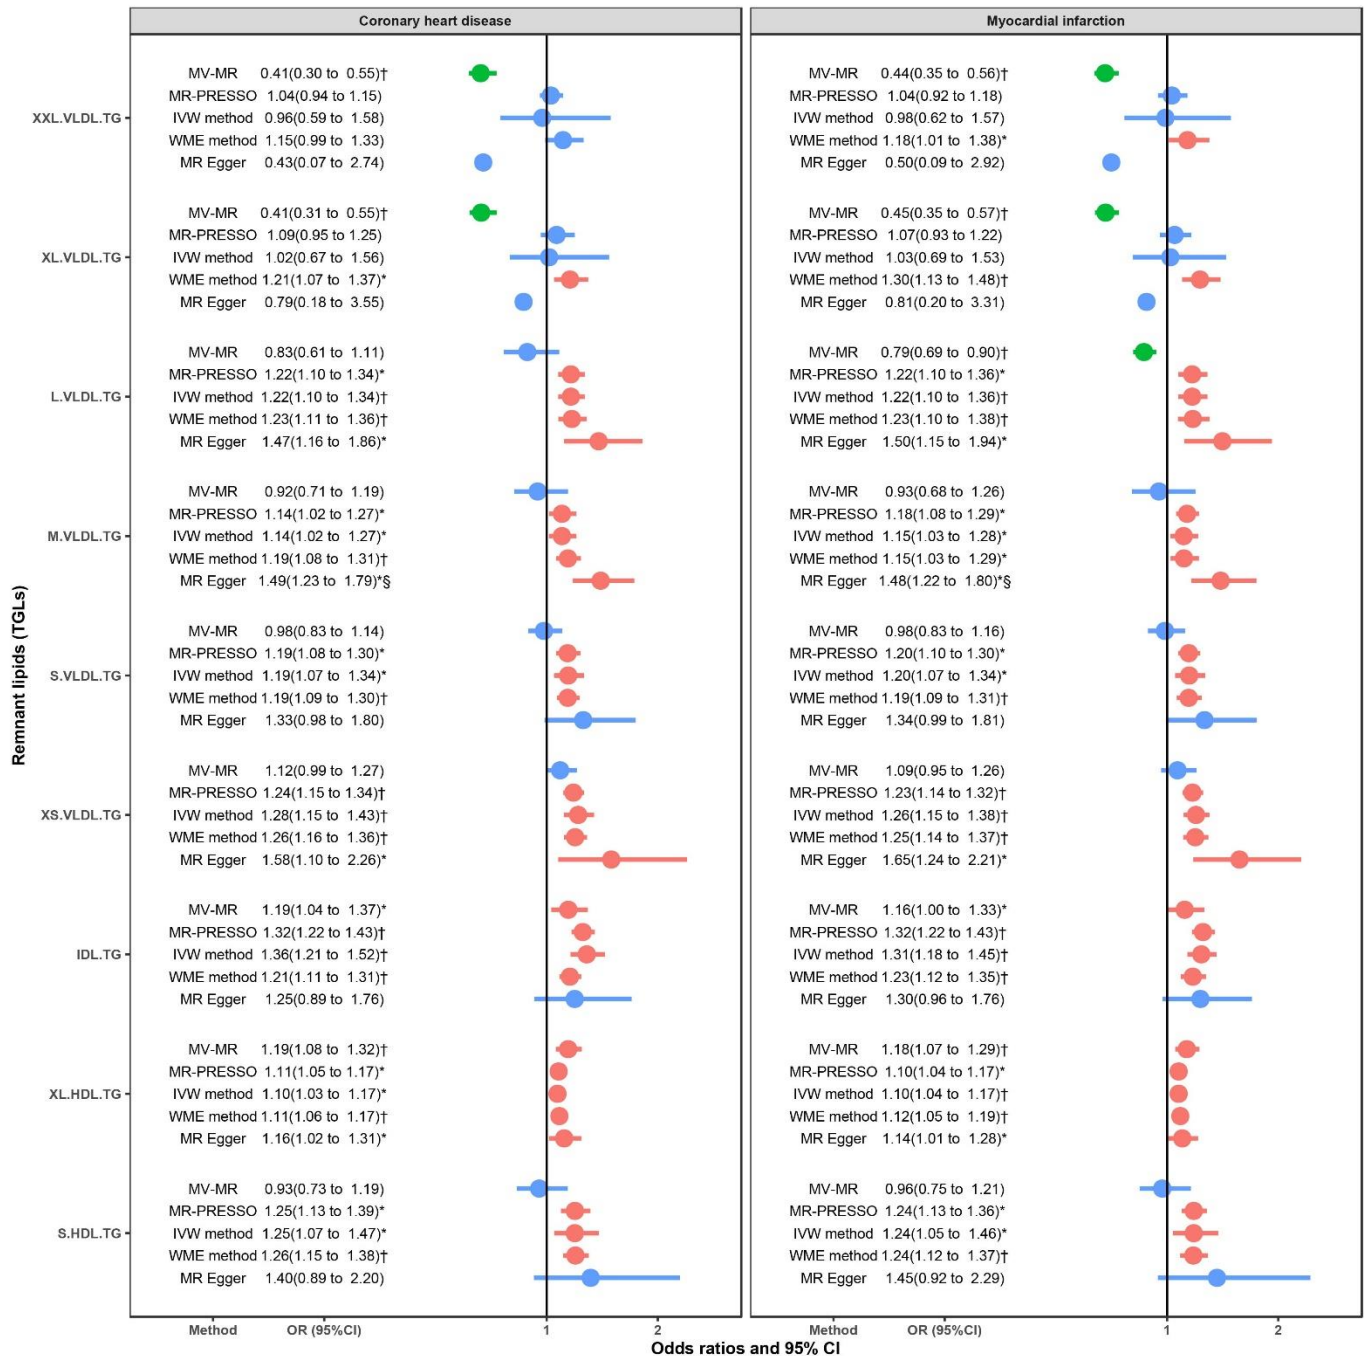 Coronary heart disease
Myocardial infarction
Remnant lipids (TGLs)
XXL.VLDL.TG
MV-MR 0.41(0.30 to 0.55)† MV-MR 0.44(0.35 to 0.56)†
MR-PRESSO 1.04(0.94 to 1.15) MR-PRESSO 1.04(0.92 to 1.18)
IVW method 0.96(0.59 to 1.58) IVW method 0.98(0.62 to 1.57)
WME method 1.15(0.99 to 1.33) WME method 1.18(1.01 to 1.38)*
MR Egger 0.43(0.07 to 2.74) MR Egger 0.50(0.09 to 2.92)
XL.VLDL.TG
MV-MR 0.41(0.31 to 0.55)† MV-MR 0.45(0.35 to 0.57)†
MR-PRESSO 1.09(0.95 to 1.25) MR-PRESSO 1.07(0.93 to 1.22)
IVW method 1.02(0.67 to 1.56) IVW method 1.03(0.69 to 1.53)
WME method 1.21(1.07 to 1.37)* WME method 1.30(1.13 to 1.48)†
MR Egger 0.79(0.18 to 3.55) MR Egger 0.81(0.20 to 3.31)
L.VLDL.TG
MV-MR 0.83(0.61 to 1.11) MV-MR 0.79(0.69 to 0.90)†
MR-PRESSO 1.22(1.10 to 1.34)* MR-PRESSO 1.22(1.10 to 1.36)*
IVW method 1.22(1.10 to 1.34)† IVW method 1.22(1.10 to 1.36)†
WME method 1.23(1.11 to 1.36)† WME method 1.23(1.10 to 1.38)†
MR Egger 1.47(1.16 to 1.86)* MR Egger 1.50(1.15 to 1.94)*
M.VLDL.TG
MV-MR 0.92(0.71 to 1.19) MV-MR 0.93(0.68 to 1.26)
MR-PRESSO 1.14(1.02 to 1.27)* MR-PRESSO 1.18(1.08 to 1.29)*
IVW method 1.14(1.02 to 1.27)* IVW method 1.15(1.03 to 1.28)*
WME method 1.19(1.08 to 1.31)† WME method 1.15(1.03 to 1.29)*
MR Egger 1.49(1.23 to 1.79)*§ MR Egger 1.48(1.22 to 1.80)*§
S.VLDL.TG
MV-MR 0.98(0.83 to 1.14) MV-MR 0.98(0.83 to 1.16)
MR-PRESSO 1.19(1.08 to 1.30)* MR-PRESSO 1.20(1.10 to 1.30)*
IVW method 1.19(1.07 to 1.34)* IVW method 1.20(1.07 to 1.34)*
WME method 1.19(1.09 to 1.30)† WME method 1.19(1.09 to 1.31)†
MR Egger 1.33(0.98 to 1.80) MR Egger 1.34(0.99 to 1.81)
XS.VLDL.TG
MV-MR 1.12(0.99 to 1.27) MV-MR 1.09(0.95 to 1.26)
MR-PRESSO 1.24(1.15 to 1.34)† MR-PRESSO 1.23(1.14 to 1.32)†
IVW method 1.28(1.15 to 1.43)† IVW method 1.26(1.15 to 1.38)†
WME method 1.26(1.16 to 1.36)† WME method 1.25(1.14 to 1.37)†
MR Egger 1.58(1.10 to 2.26)* MR Egger 1.65(1.24 to 2.21)*
IDL.TG
MV-MR 1.19(1.04 to 1.37)* MV-MR 1.16(1.00 to 1.33)*
MR-PRESSO 1.32(1.22 to 1.43)† MR-PRESSO 1.32(1.22 to 1.43)†
IVW method 1.36(1.21 to 1.52)† IVW method 1.31(1.18 to 1.45)†
WME method 1.21(1.11 to 1.31)† WME method 1.23(1.12 to 1.35)†
MR Egger 1.25(0.89 to 1.76) MR Egger 1.30(0.96 to 1.76)
XL.HDL.TG
MV-MR 1.19(1.08 to 1.32)† MV-MR 1.18(1.07 to 1.29)†
MR-PRESSO 1.11(1.05 to 1.17)* MR-PRESSO 1.10(1.04 to 1.17)*
IVW method 1.10(1.03 to 1.17)* IVW method 1.10(1.04 to 1.17)†
WME method 1.11(1.06 to 1.17)† WME method 1.12(1.05 to 1.19)†
MR Egger 1.16(1.02 to 1.31)* MR Egger 1.14(1.01 to 1.28)*
S.HDL.TG
MV-MR 0.93(0.73 to 1.19) MV-MR 0.96(0.75 to 1.21)
MR-PRESSO 1.25(1.13 to 1.39)* MR-PRESSO 1.24(1.13 to 1.36)*
IVW method 1.25(1.07 to 1.47)* IVW method 1.24(1.05 to 1.46)*
WME method 1.26(1.15 to 1.38)† WME method 1.24(1.12 to 1.37)†
MR Egger 1.40(0.89 to 2.20) MR Egger 1.45(0.92 to 2.29)
Method OR (95%CI) 1 2 Method OR (95%CI) 1 2
Odds ratios and 95% CI